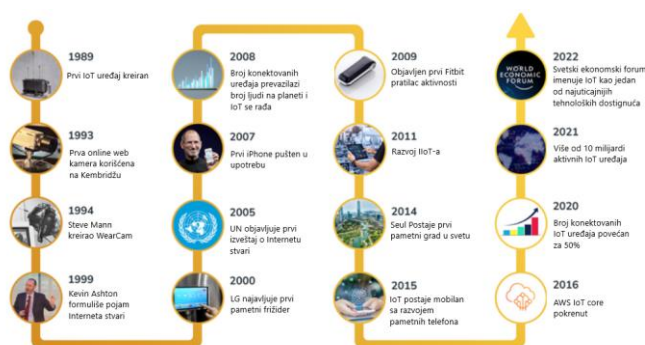 1989
Prvi IoT uređaj kreiran
1993
Prva online web
kamera korišćena
na Kembridžu
1994
Steve Mann
kreirao WearCam
1999
Kevin Ashton
formuliše pojam
Interneta stvari
2000
LG najavljuje prvi
pametni frižider
2005
UN objavljuje prvi
izveštaj o Internetu
stvari
2007
Prvi iPhone pušten u
upotrebu
2008
Broj konektovanih
uređaja prevazilazi
broj ljudi na planeti i
IoT se rađa
2009
Objavljen prvi Fitbit
pratilac aktivnosti
2011
Razvoj IIoT-a
2014
Seul Postaje prvi
pametni grad u svetu
2015
IoT postaje mobilan
sa razvojem
pametnih telefona
2016
AWS IoT core
pokrenut
2020
Broj konektovanih
IoT uređaja povećan
za 50%
2021
Više od 10 milijardi
aktivnih IoT uređaja
2022
WORLD
ECONOMIC
FORUM
Svetski ekonomski forum
imenuje IoT kao jedan
od najuticajnijih
tehnoloških dostignuća